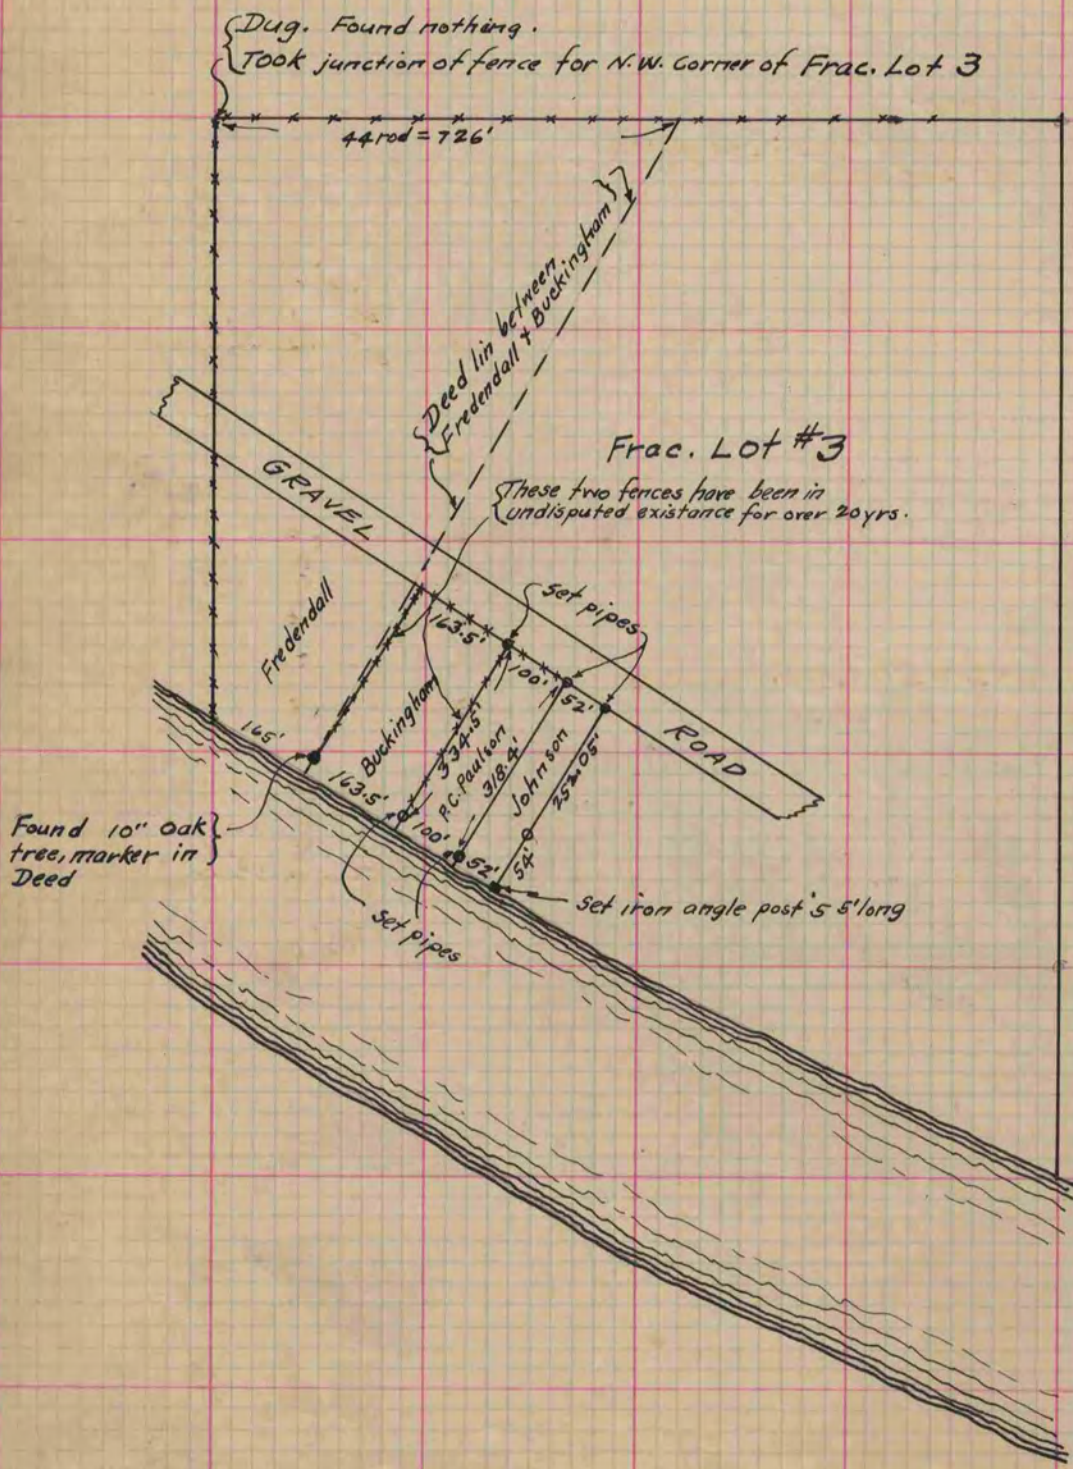 Dug. Found nothing.
Took junction of fence for N.W. Corner of Frac. Lot 3
44 rod = 726'
Deed lin between
Fredendall & Buckingham
Frac. Lot #3
These two fences have been in
undisputed existance for over 20 yrs.
GRAVEL
ROAD
set pipes
Fredendall
Buckingham
P.C. Paulson
Johnson
163.5'
100'
52'
334.5'
318.4'
252.05'
54'
165'
163.5'
100'
52'
Found 10" Oak
tree, marker in
Deed
set pipes
set iron angle post's 5' long